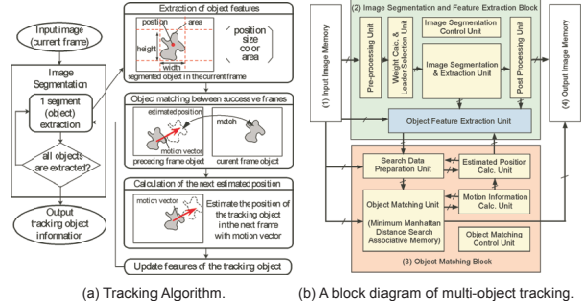 Input image
(current frame)
Image
Segmentation
1 segment
(object)
extraction
all objects
are extracted?
Output
tracking object
information
Extraction of object features
position
area
height
width
position
size
color
area
segmented object in the current frame
Object matching between successive frames
estimated position
match
motion vector
preceding frame object
current frame object
Calculation of the next estimated position
motion vector
Estimate the position of
the tracking object
in the next frame
with motion vector
Update features of the tracking object
(a) Tracking Algorithm.
(2) Image Segmentation and Feature Extraction Block
(1) Input Image Memory
Pre-processing Unit
Weight Calc. &
Leader Selection Unit
Image Segmentation
Control Unit
Image Segmentation
& Extraction Unit
Post Processing Unit
(4) Output Image Memory
Object Feature Extraction Unit
Search Data
Preparation Unit
Estimated Position
Calc. Unit
Object Matching Unit
(Minimum Manhattan
Distance Search
Associative Memory)
Motion Information
Calc. Unit
Object Matching
Control Unit
(3) Object Matching Block
(b) A block diagram of multi-object tracking.